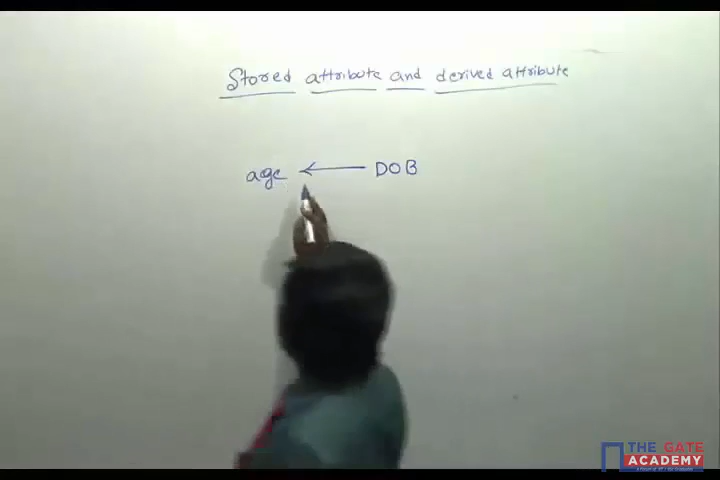 Stored attribute and derived attribute
age ← DOB
THE GATE
ACADEMY